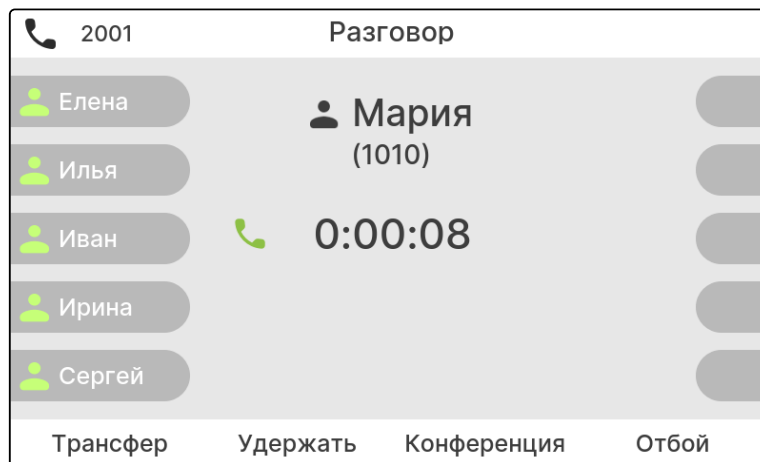 2001 Разговор
Елена
Илья
Иван
Ирина
Сергей
Мария
(1010)
0:00:08
Трансфер Удержать Конференция Отбой